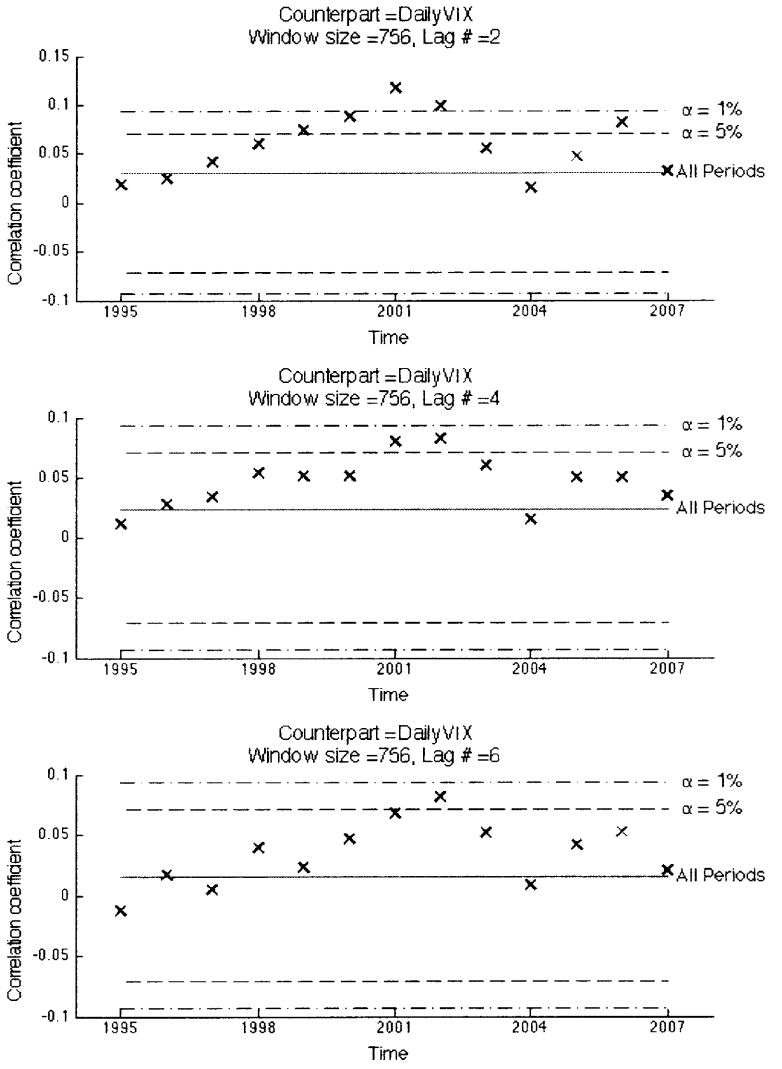 Counterpart =DailyVIX
Window size =756, Lag # =2
0.15
0.1
0.05
0
-0.05
-0.1
Correlation coefficient
α = 1%
α = 5%
All Periods
1995 1998 2001 2004 2007
Time
Counterpart =DailyVIX
Window size =756, Lag # =4
0.1
0.05
0
-0.05
-0.1
Correlation coefficient
α = 1%
α = 5%
All Periods
1995 1998 2001 2004 2007
Time
Counterpart =DailyVIX
Window size =756, Lag # =6
0.1
0.05
0
-0.05
-0.1
Correlation coefficient
α = 1%
α = 5%
All Periods
1995 1998 2001 2004 2007
Time